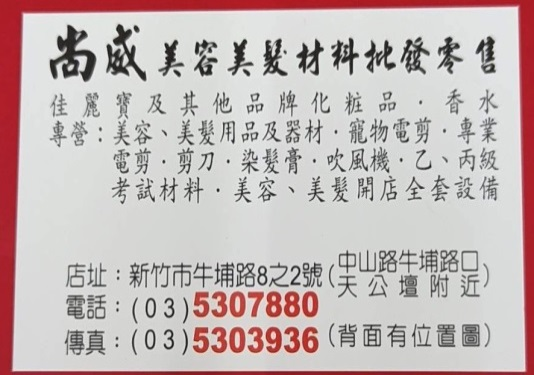 尚威美容美髮材料批發零售
佳麗寶及其他品牌化粧品．香水
專營：美容、美髮用品及器材．寵物電剪．專業
電剪．剪刀．染髮膏．吹風機．乙、丙級
考試材料．美容、美髮開店全套設備
店址：新竹市牛埔路8之2號(中山路牛埔路口
天公壇附近)
電話：(03)5307880
傳真：(03)5303936(背面有位置圖)